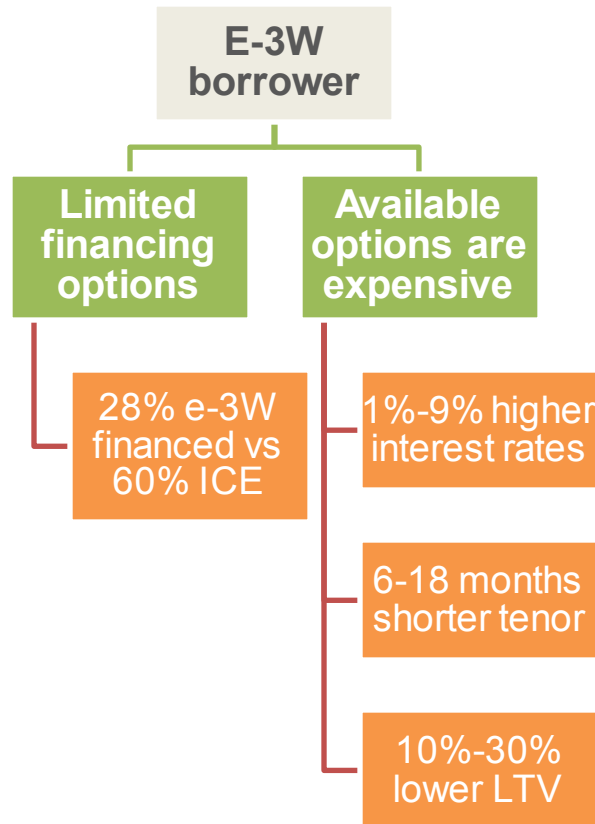 E-3W
borrower
Limited
financing
options
28% e-3W
financed vs
60% ICE
Available
options are
expensive
1%-9% higher
interest rates
6-18 months
shorter tenor
10%-30%
lower LTV